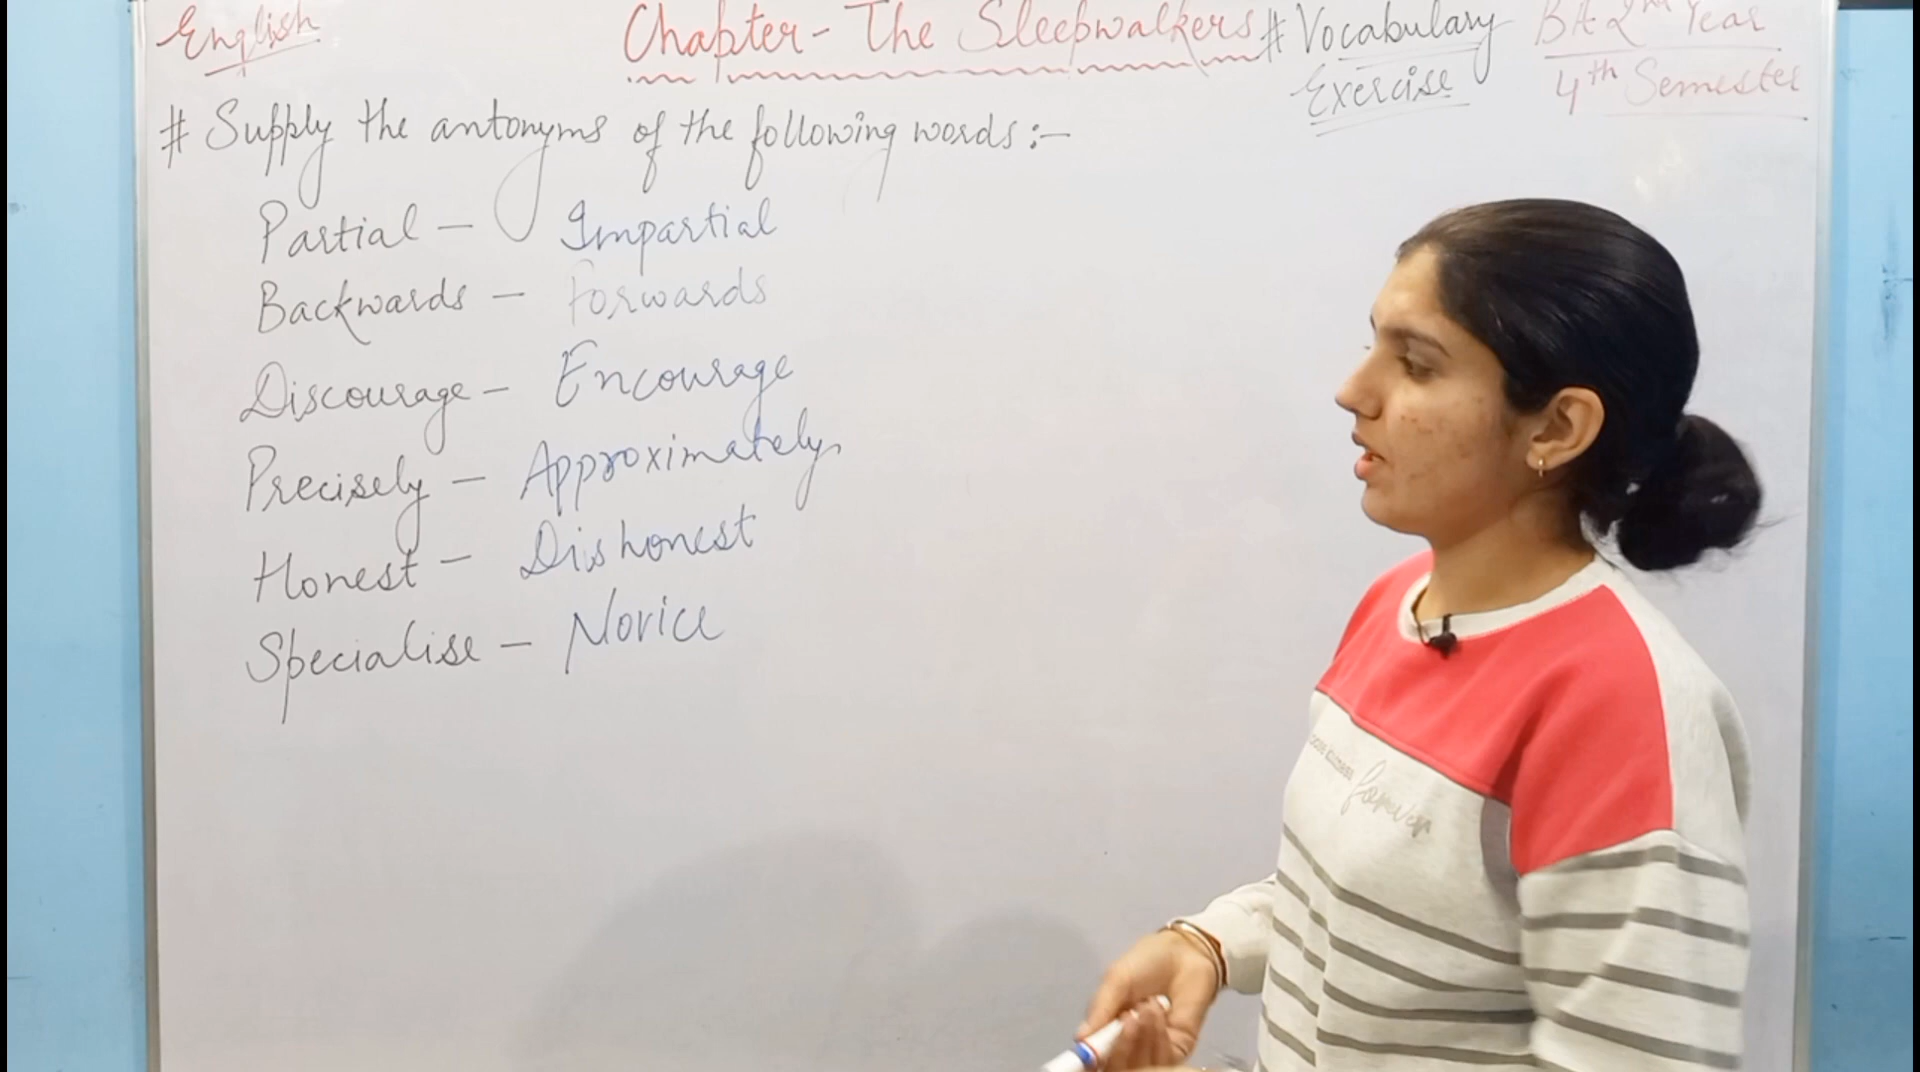 English
Chapter - The Sleepwalkers
# Vocabulary
Exercise
BA 2nd Year
4th Semester
# Supply the antonyms of the following words :-
Partial - Impartial
Backwards - Forwards
Discourage - Encourage
Precisely - Approximately
Honest - Dishonest
Specialise - Novice
forever